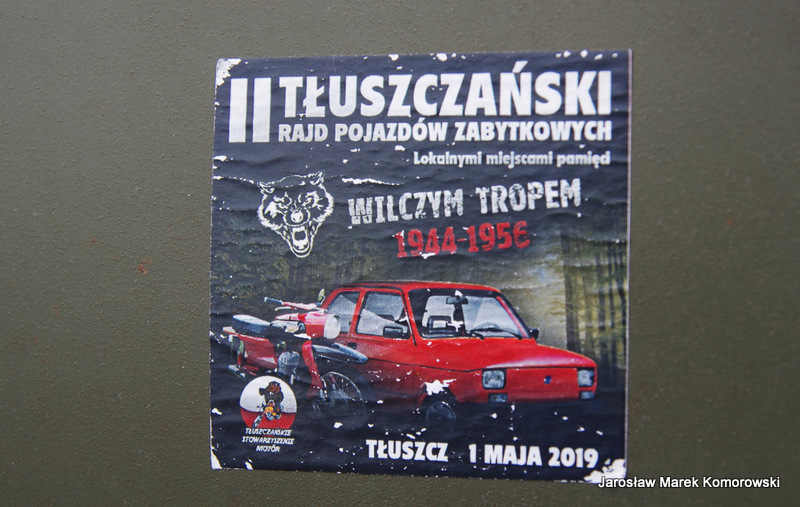 II TŁUSZCZAŃSKI
RAJD POJAZDÓW ZABYTKOWYCH
Lokalnymi miejscami pamięci
WILCZYM TROPEM
1944-1956
TŁUSZCZAŃSKIE
STOWARZYSZENIE
MOTÓR
TŁUSZCZ 1 MAJA 2019
Jarosław Marek Komorowski